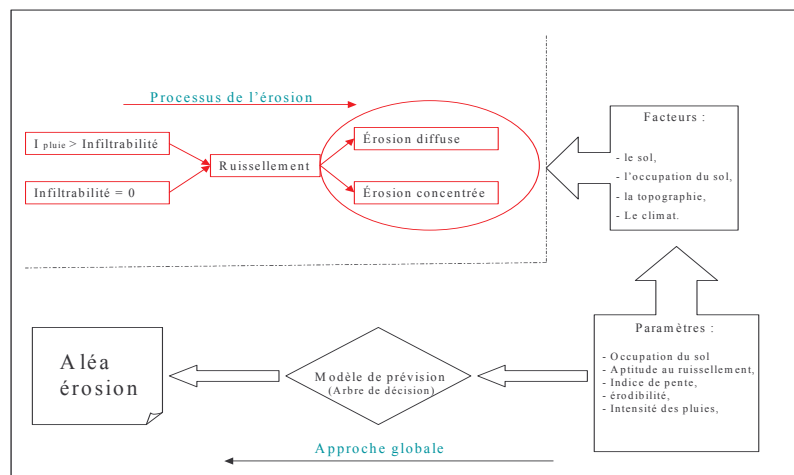 Processus de l'érosion
I pluie > Infiltrabilité
Infiltrabilité = 0
Ruissellement
Érosion diffuse
Érosion concentrée
Facteurs :
- le sol,
- l'occupation du sol,
- la topographie,
- Le climat.
Paramètres :
- Occupation du sol
- Aptitude au ruissellement,
- Indice de pente,
- érodibilité,
- Intensité des pluies,
Modèle de prévision
(Arbre de décision)
Aléa
érosion
Approche globale